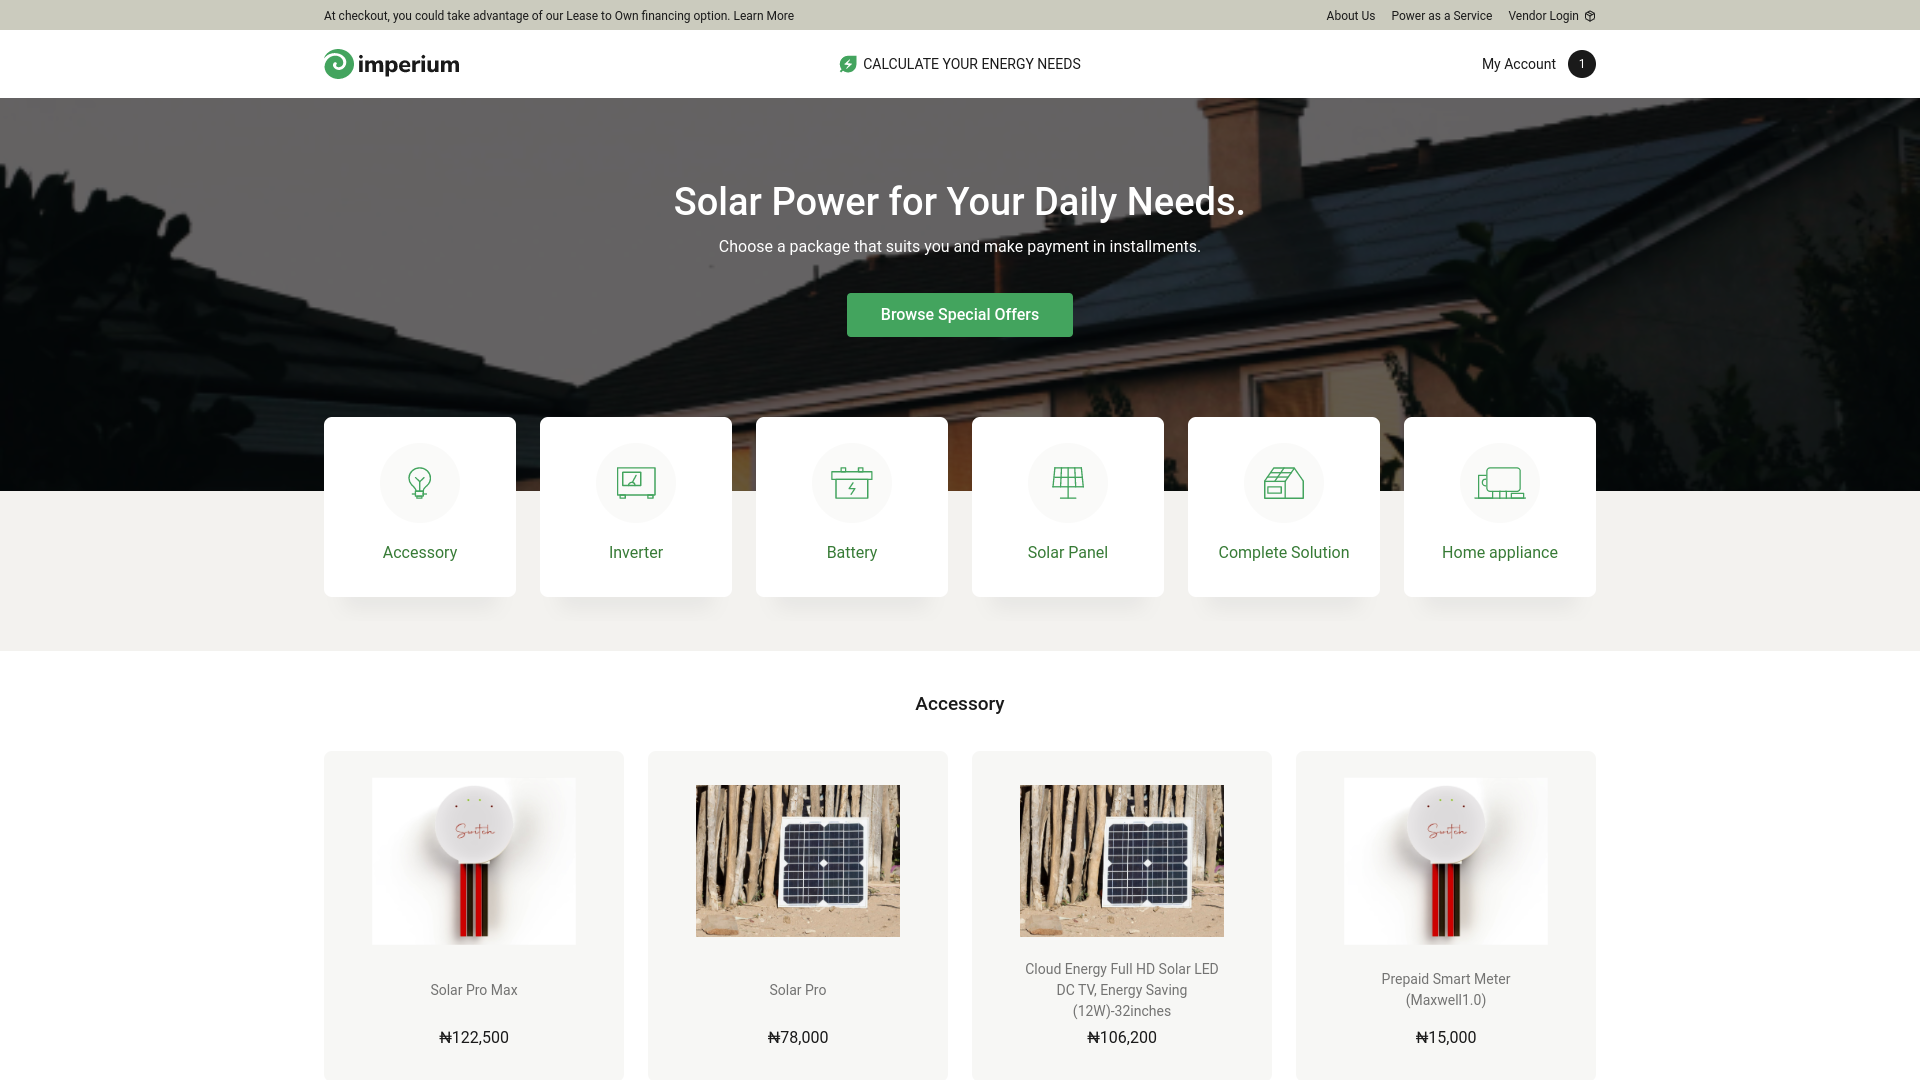 At checkout, you could take advantage of our Lease to Own financing option. Learn More
About Us
Power as a Service
Vendor Login
imperium
CALCULATE YOUR ENERGY NEEDS
My Account
1
Solar Power for Your Daily Needs.
Choose a package that suits you and make payment in installments.
Browse Special Offers
Accessory
Inverter
Battery
Solar Panel
Complete Solution
Home appliance
Accessory
Switch
Switch
Solar Pro Max
Solar Pro
Cloud Energy Full HD Solar LED
DC TV, Energy Saving
(12W)-32inches
Prepaid Smart Meter
(Maxwell1.0)
₦122,500
₦78,000
₦106,200
₦15,000